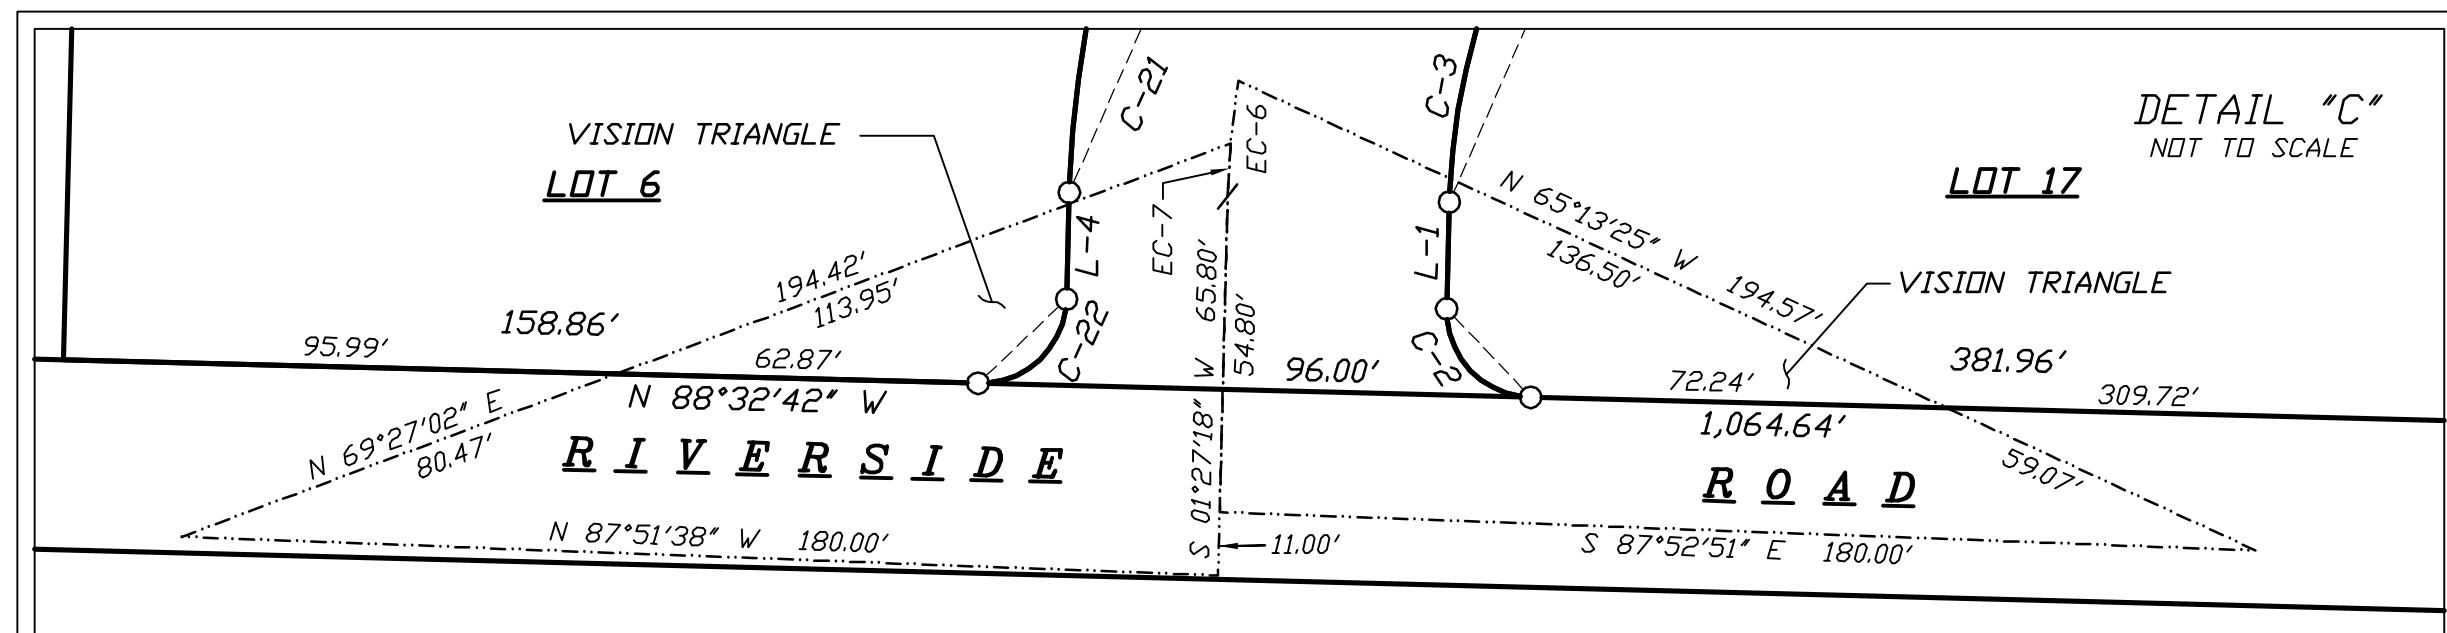 DETAIL "C"
NOT TO SCALE
C-21
C-3
VISION TRIANGLE
LOT 6
EC-6
EC-7
LOT 17
N 65°13'25" W 194.57'
136.50'
L-4
L-1
194.42'
113.95'
65.80'
54.80'
S 01°27'18" W
VISION TRIANGLE
158.86'
95.99'
62.87'
C-22
C-2
96.00'
72.24'
381.96'
309.72'
N 69°27'02" E
80.47'
N 88°32'42" W
1,064.64'
RIVERSIDE ROAD
59.07'
N 87°51'38" W 180.00'
11.00'
S 87°52'51" E 180.00'